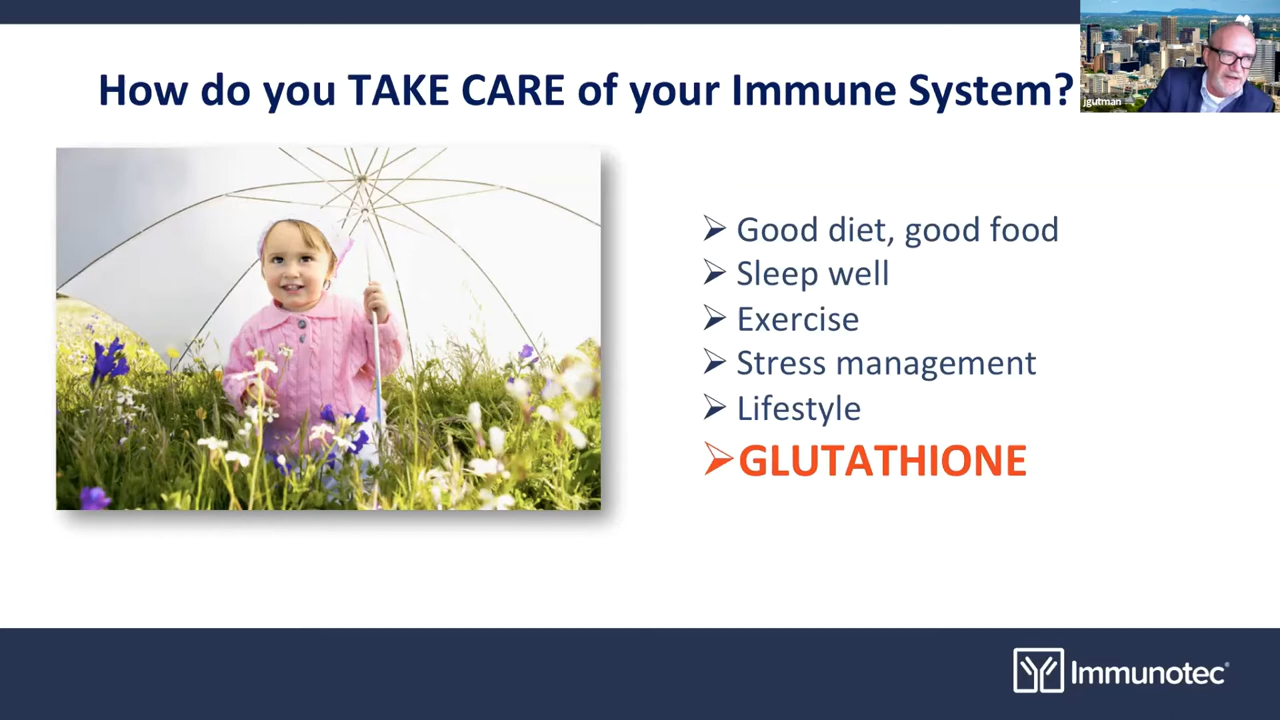 How do you TAKE CARE of your Immune System?
jgutman
➢ Good diet, good food
➢ Sleep well
➢ Exercise
➢ Stress management
➢ Lifestyle
➢ GLUTATHIONE
Immunotec®